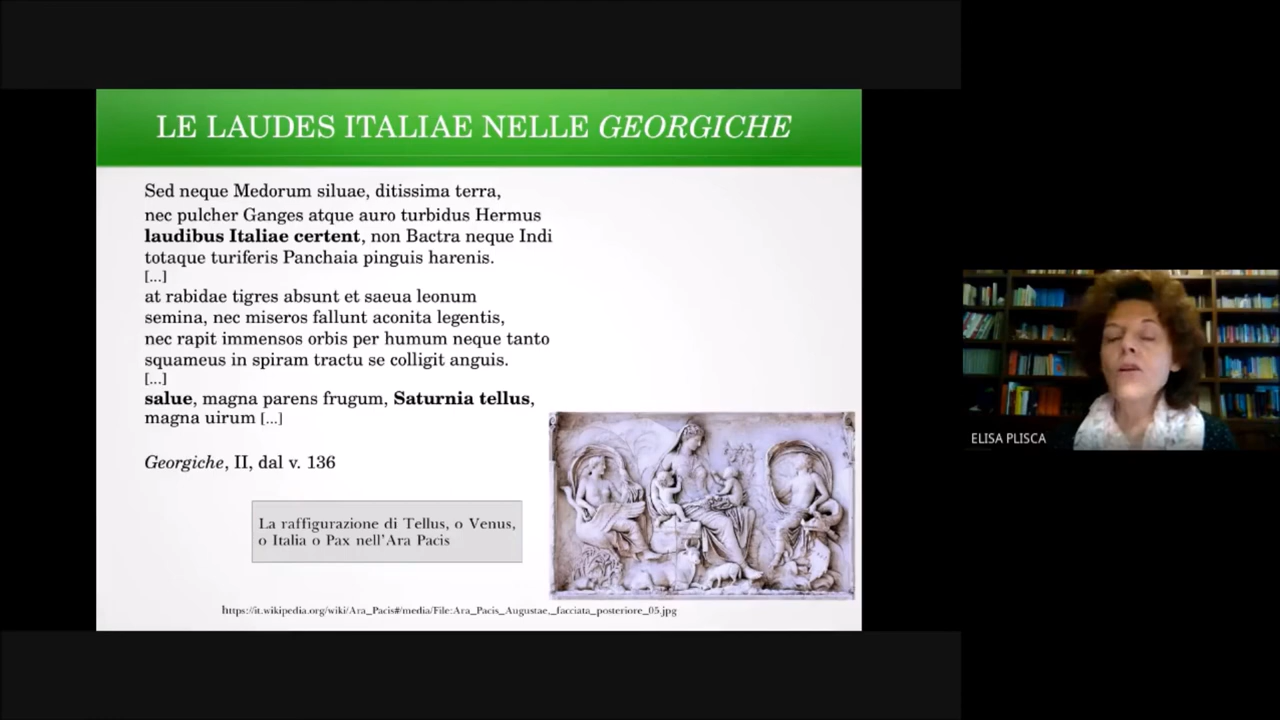 LE LAUDES ITALIAE NELLE GEORGICHE
Sed neque Medorum siluae, ditissima terra,
nec pulcher Ganges atque auro turbidus Hermus
laudibus Italiae certent, non Bactra neque Indi
totaque turiferis Panchaia pinguis harenis.
[...]
at rabidae tigres absunt et saeua leonum
semina, nec miseros fallunt aconita legentis,
nec rapit immensos orbis per humum neque tanto
squameus in spiram tractu se colligit anguis.
[...]
salue, magna parens frugum, Saturnia tellus,
magna uirum [...]
Georgiche, II, dal v. 136
La raffigurazione di Tellus, o Venus,
o Italia o Pax nell'Ara Pacis
https://it.wikipedia.org/wiki/Ara_Pacis#/media/File:Ara_Pacis_Augustae,_facciata_posteriore_05.jpg
ELISA PLISCA